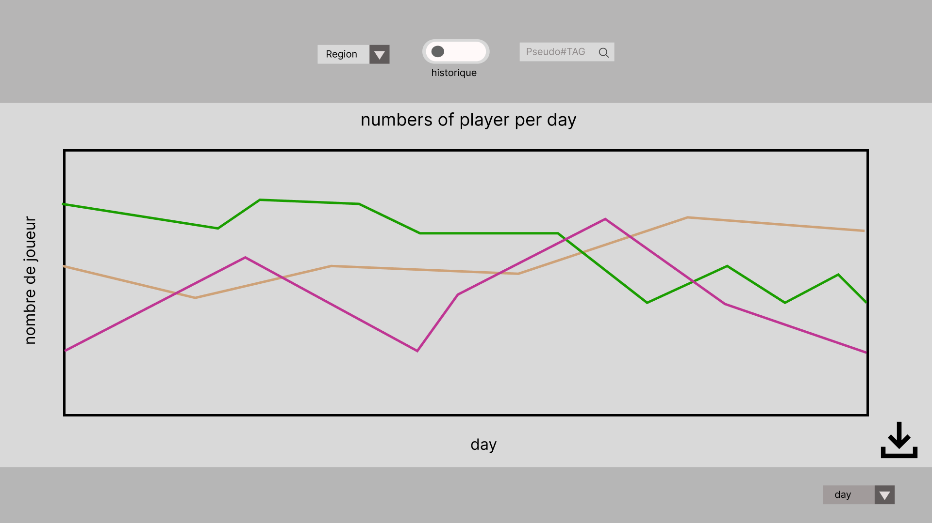 Region
Pseudo#TAG
historique
numbers of player per day
nombre de joueur
day
day